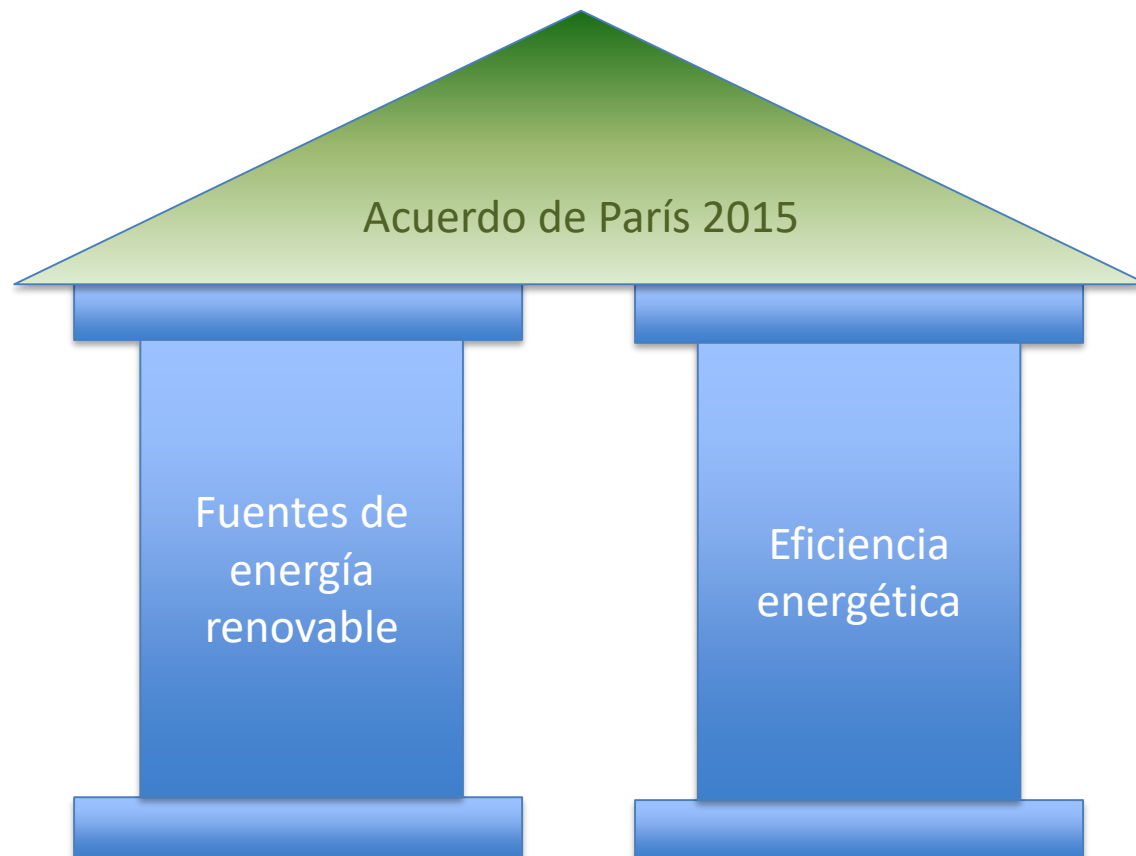 Acuerdo de París 2015
Fuentes de
energía
renovable
Eficiencia
energética